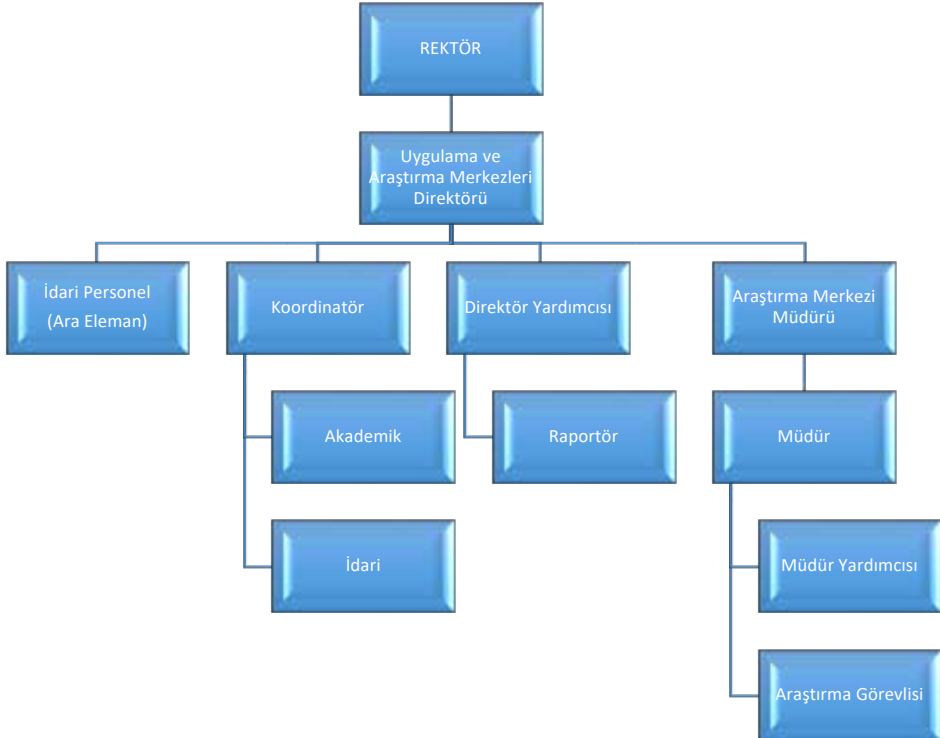 REKTÖR
Uygulama ve
Araştırma Merkezleri
Direktörü
İdari Personel
(Ara Eleman)
Koordinatör
Direktör Yardımcısı
Araştırma Merkezi
Müdürü
Akademik
Raportör
Müdür
İdari
Müdür Yardımcısı
Araştırma Görevlisi